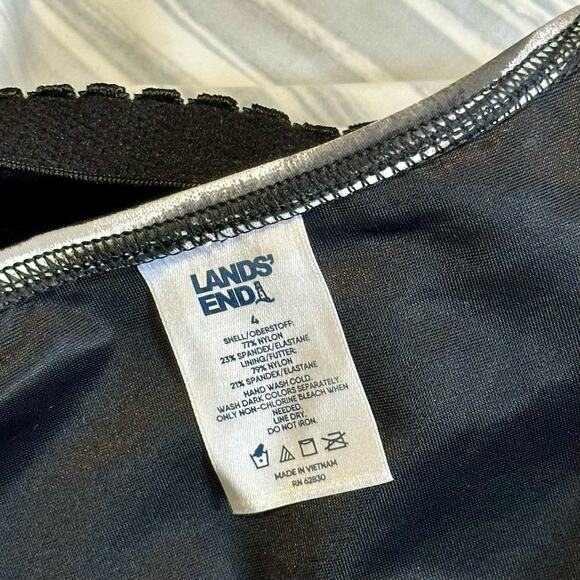 LANDS'
END
4
SHELL/OBERSTOFF:
77% NYLON
23% SPANDEX/ELASTANE
LINING/FUTTER:
79% NYLON
21% SPANDEX/ELASTANE
HAND WASH COLD.
WASH DARK COLORS SEPARATELY.
ONLY NON-CHLORINE BLEACH WHEN
NEEDED.
LINE DRY.
DO NOT IRON.
MADE IN VIETNAM
RN 62830